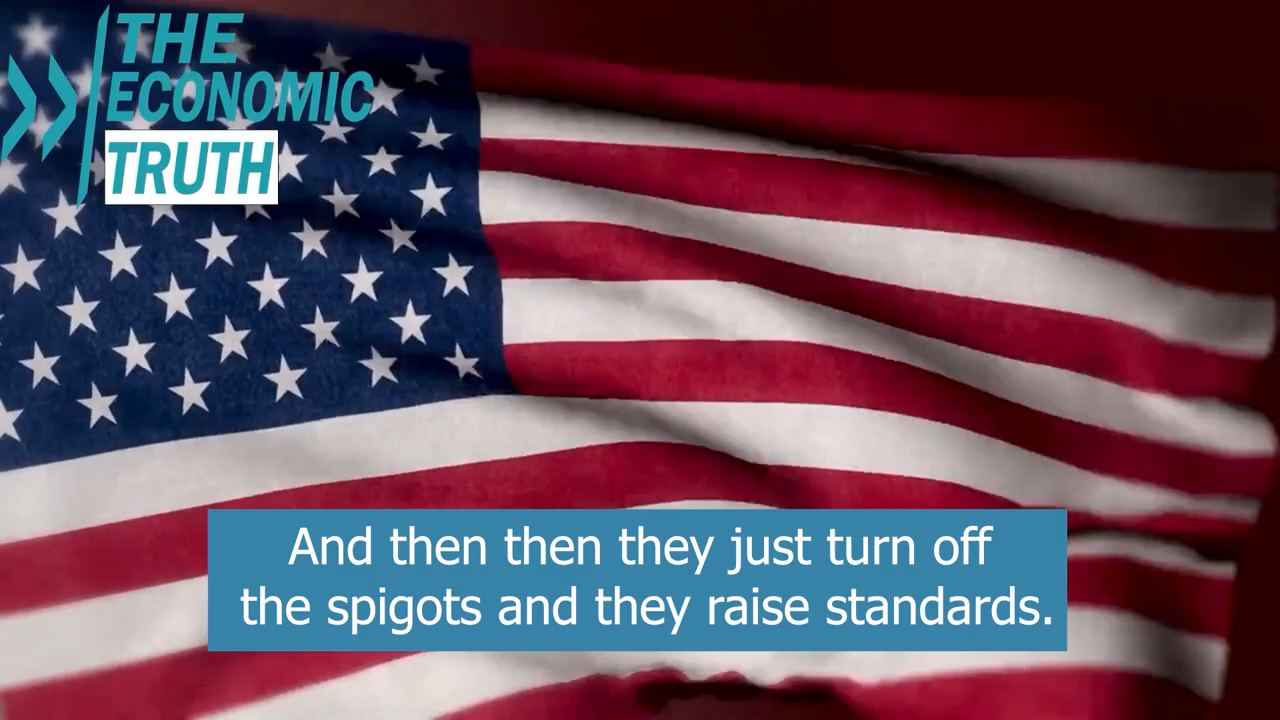 THE
ECONOMIC
TRUTH
And then then they just turn off
the spigots and they raise standards.